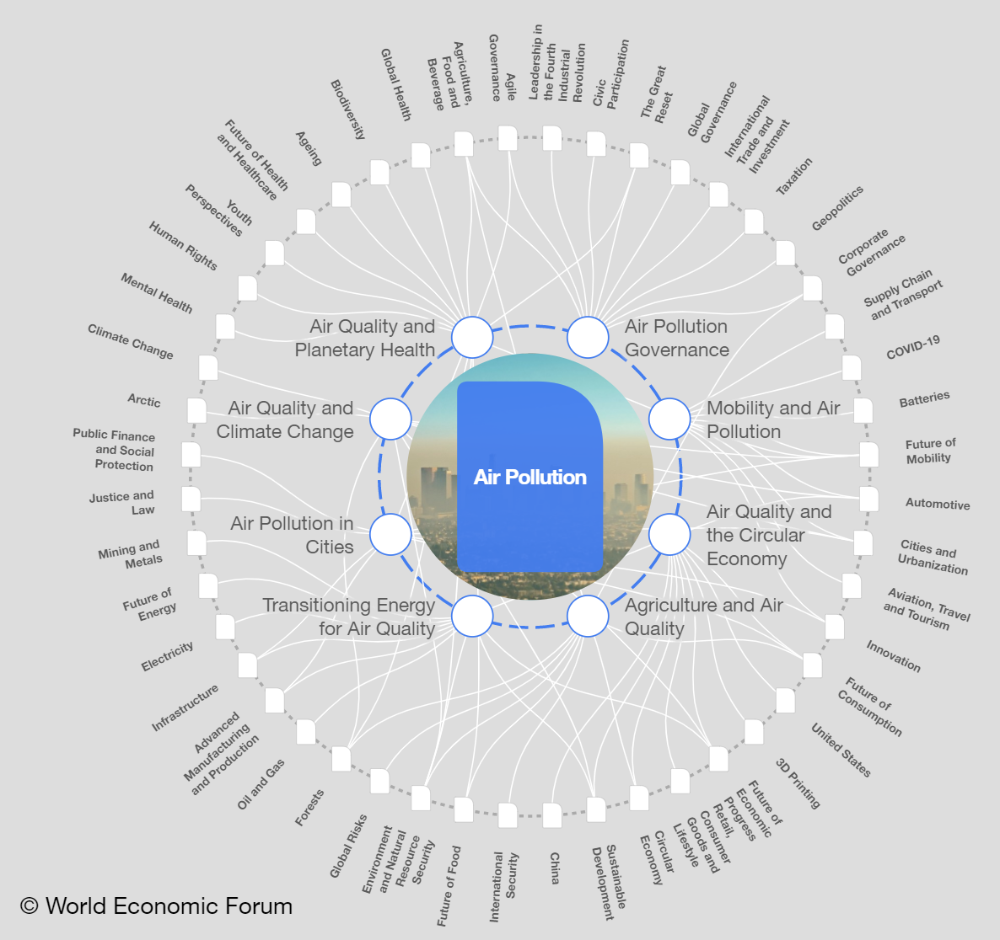 Leadership in
the Fourth
Industrial
Revolution
Civic
Participation
The Great
Reset
Global
Governance
International
Trade and
Investment
Taxation
Geopolitics
Corporate
Governance
Supply Chain
and Transport
COVID-19
Batteries
Future of
Mobility
Automotive
Cities and
Urbanization
Aviation, Travel
and Tourism
Innovation
Future of
Consumption
United States
3D Printing
Future of
Economic
Progress
Retail,
Consumer
Goods and
Lifestyle
Circular
Economy
Sustainable
Development
China
International
Security
Future of Food
Environment
and Natural
Resource
Security
Global Risks
Forests
Oil and Gas
Advanced
Manufacturing
and Production
Infrastructure
Electricity
Future of
Energy
Mining and
Metals
Justice and
Law
Public Finance
and Social
Protection
Arctic
Climate Change
Mental Health
Human Rights
Youth
Perspectives
Future of Health
and Healthcare
Ageing
Biodiversity
Global Health
Agriculture,
Food and
Beverage
Agile
Governance
Air Quality and
Planetary Health
Air Pollution
Governance
Air Quality and
Climate Change
Mobility and Air
Pollution
Air Pollution
Air Pollution in
Cities
Air Quality and
the Circular
Economy
Transitioning Energy
for Air Quality
Agriculture and Air
Quality
© World Economic Forum